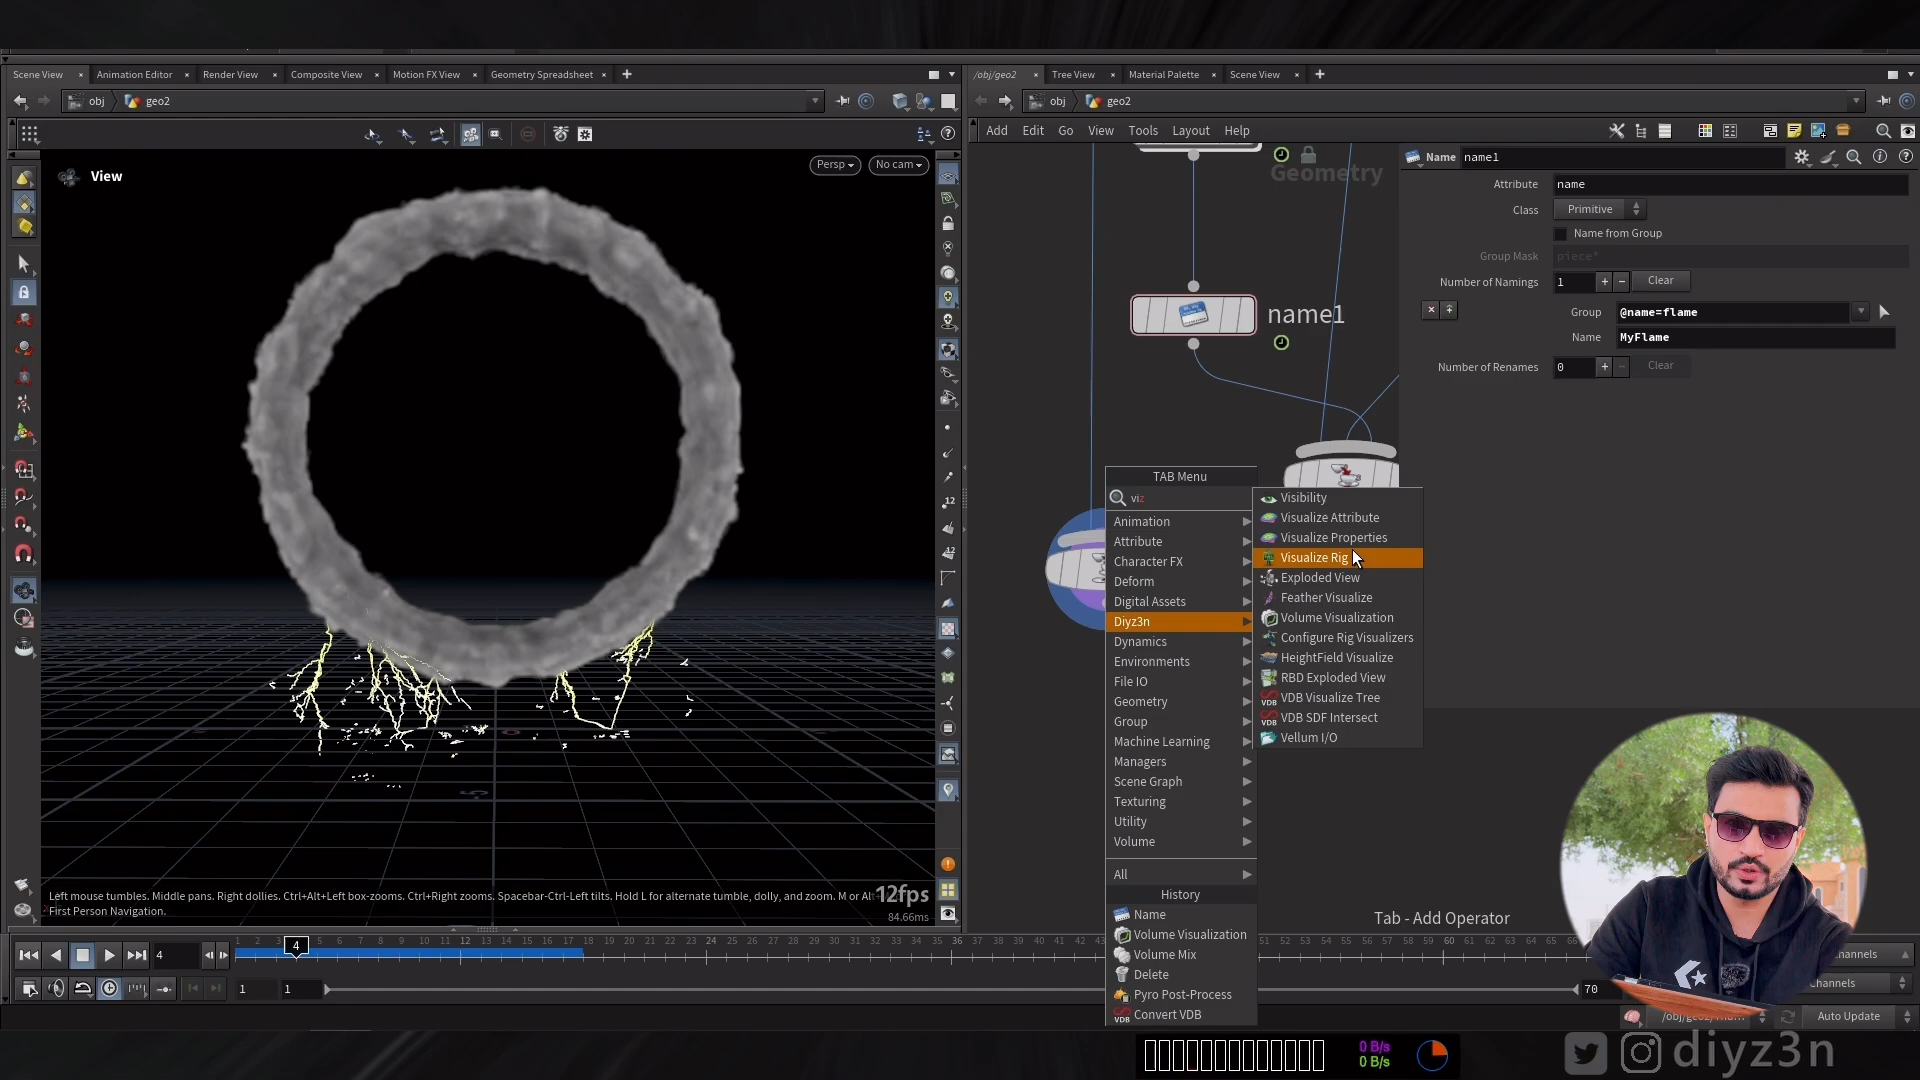 Scene View
Animation Editor
Render View
Composite View
Motion FX View
Geometry Spreadsheet
/obj/geo2
Tree View
Material Palette
Scene View
obj
geo2
obj
geo2
Add
Edit
Go
View
Tools
Layout
Help
View
Persp
No cam
Geometry
Name
name1
Attribute
name
Class
Primitive
Name from Group
Group Mask
piece*
Number of Namings
1
Clear
Group
@name=flame
Name
MyFlame
Number of Renames
0
Clear
name1
TAB Menu
viz
Animation
Attribute
Character FX
Deform
Digital Assets
Diyz3n
Dynamics
Environments
File IO
Geometry
Group
Machine Learning
Managers
Scene Graph
Texturing
Utility
Volume
All
History
Name
Volume Visualization
Volume Mix
Delete
Pyro Post-Process
Convert VDB
Visibility
Visualize Attribute
Visualize Properties
Visualize Rig
Exploded View
Feather Visualize
Volume Visualization
Configure Rig Visualizers
HeightField Visualize
RBD Exploded View
VDB Visualize Tree
VDB SDF Intersect
Vellum I/O
Tab - Add Operator
Left mouse tumbles. Middle pans. Right dollies. Ctrl+Alt+Left box-zooms. Ctrl+Right zooms. Spacebar-Ctrl-Left tilts. Hold L for alternate tumble, dolly, and zoom. M or Al
First Person Navigation.
12fps
84.66ms
4
4
1
1
70
hannels
Channels
Auto Update
0 B/s
0 B/s
diyz3n